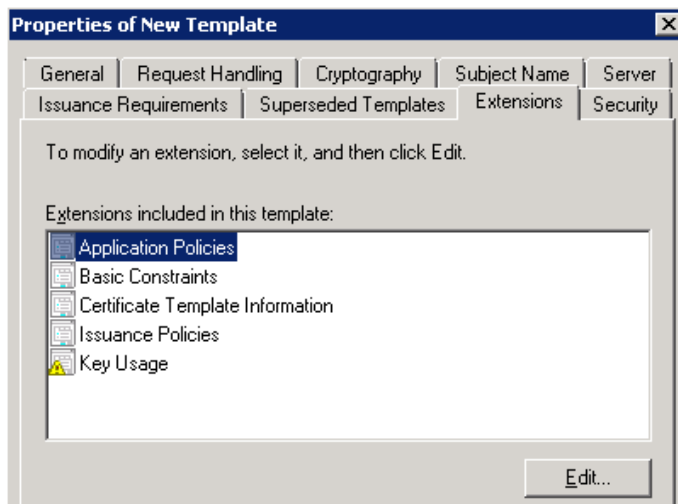 Properties of New Template
General Request Handling Cryptography Subject Name Server
Issuance Requirements Superseded Templates Extensions Security
To modify an extension, select it, and then click Edit.
Extensions included in this template:
Application Policies
Basic Constraints
Certificate Template Information
Issuance Policies
Key Usage
Edit...